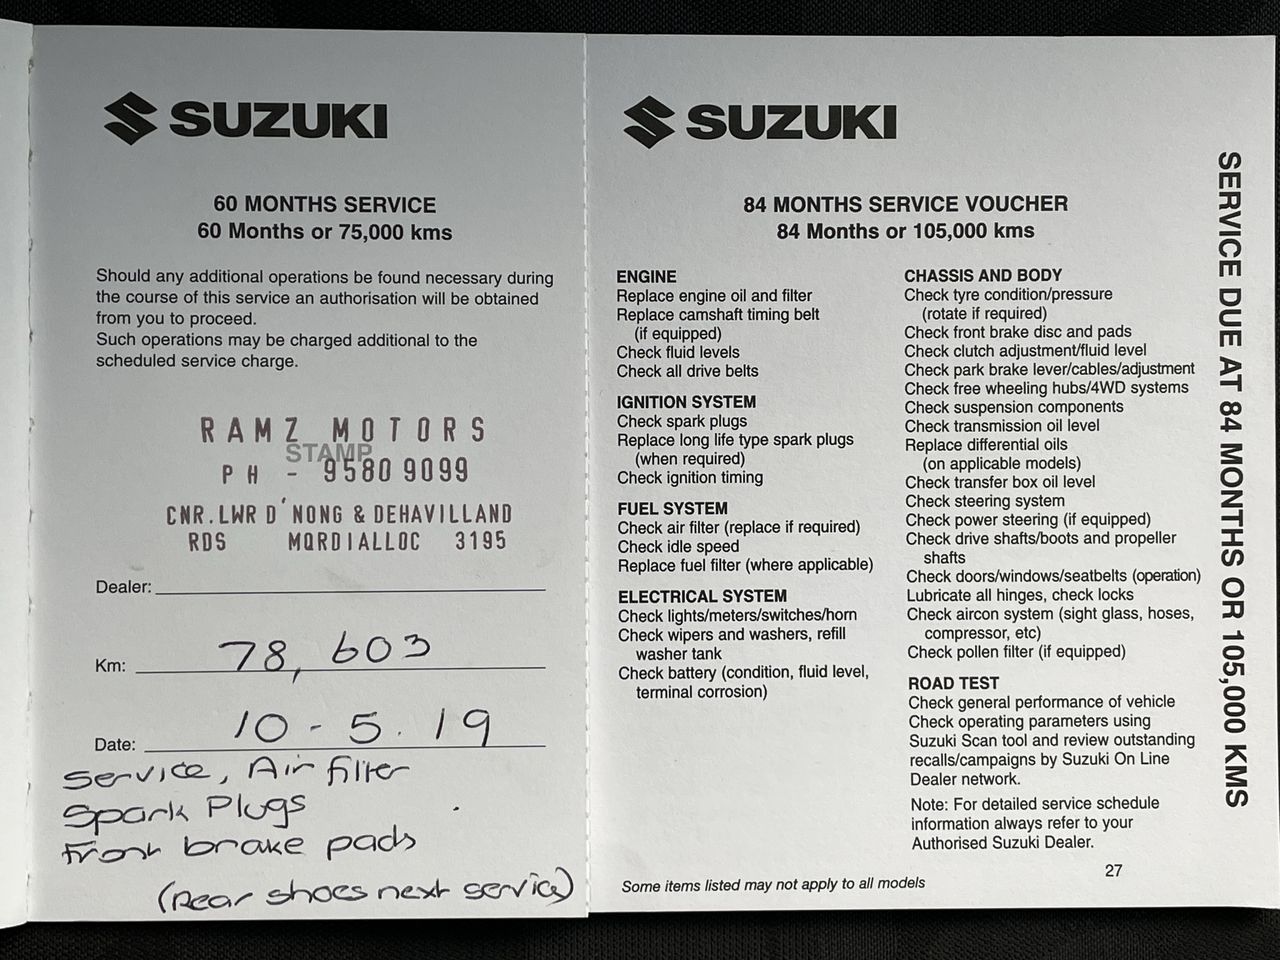 SUZUKI
60 MONTHS SERVICE
60 Months or 75,000 kms
Should any additional operations be found necessary during
the course of this service an authorisation will be obtained
from you to proceed.
Such operations may be charged additional to the
scheduled service charge.
RAMZ MOTORS
STAMP
PH - 9580 9099
CNR.LWR D'NONG & DEHAVILLAND
RDS MORDIALLOC 3195
Dealer:
Km: 78,603
Date: 10-5.19
Service, Air filter
Spark Plugs
Front brake pads
(Rear shoes next service)
SUZUKI
84 MONTHS SERVICE VOUCHER
84 Months or 105,000 kms
ENGINE
Replace engine oil and filter
Replace camshaft timing belt
(if equipped)
Check fluid levels
Check all drive belts
IGNITION SYSTEM
Check spark plugs
Replace long life type spark plugs
(when required)
Check ignition timing
FUEL SYSTEM
Check air filter (replace if required)
Check idle speed
Replace fuel filter (where applicable)
ELECTRICAL SYSTEM
Check lights/meters/switches/horn
Check wipers and washers, refill
washer tank
Check battery (condition, fluid level,
terminal corrosion)
CHASSIS AND BODY
Check tyre condition/pressure
(rotate if required)
Check front brake disc and pads
Check clutch adjustment/fluid level
Check park brake lever/cables/adjustment
Check free wheeling hubs/4WD systems
Check suspension components
Check transmission oil level
Replace differential oils
(on applicable models)
Check transfer box oil level
Check steering system
Check power steering (if equipped)
Check drive shafts/boots and propeller
shafts
Check doors/windows/seatbelts (operation)
Lubricate all hinges, check locks
Check aircon system (sight glass, hoses,
compressor, etc)
Check pollen filter (if equipped)
ROAD TEST
Check general performance of vehicle
Check operating parameters using
Suzuki Scan tool and review outstanding
recalls/campaigns by Suzuki On Line
Dealer network.
Note: For detailed service schedule
information always refer to your
Authorised Suzuki Dealer.
27
Some items listed may not apply to all models
SERVICE DUE AT 84 MONTHS OR 105,000 KMS